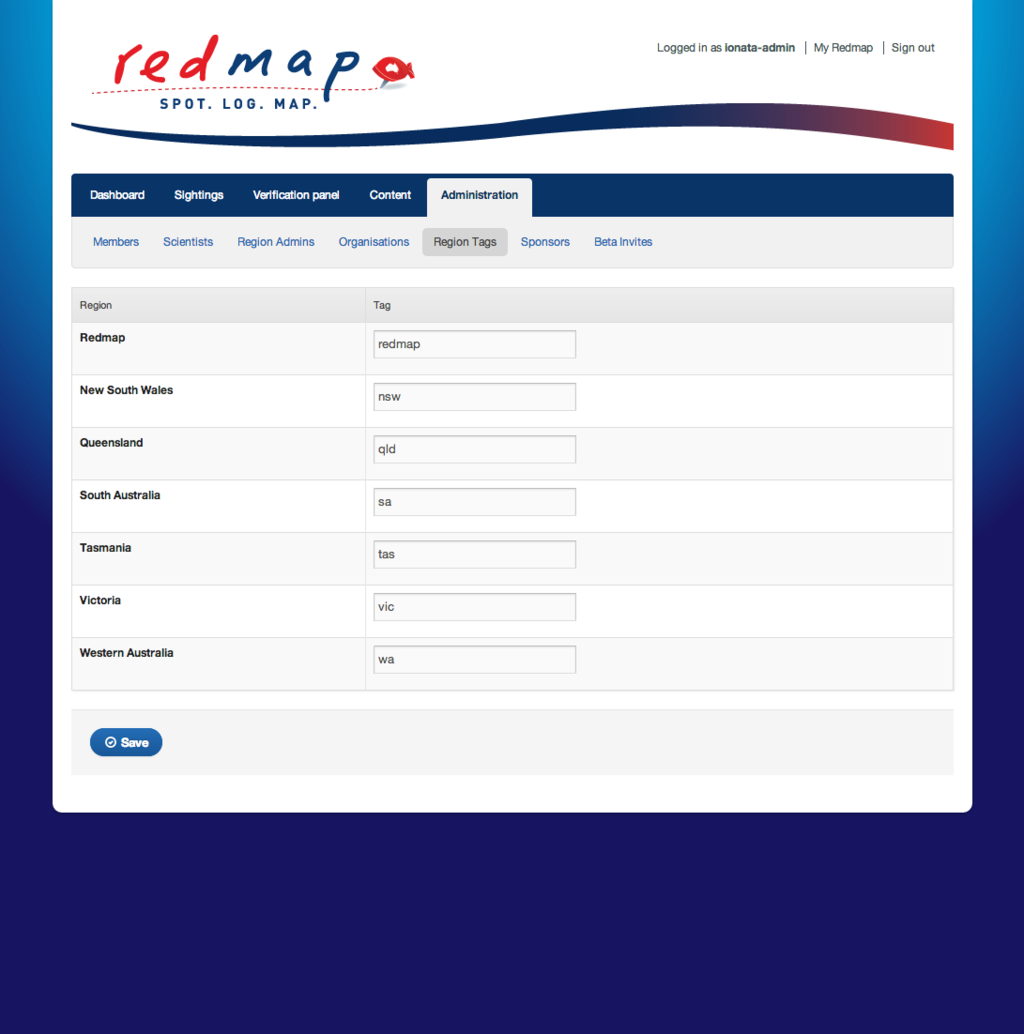 redmap
SPOT. LOG. MAP.
Logged in as ionata-admin | My Redmap | Sign out
Dashboard Sightings Verification panel Content Administration
Members Scientists Region Admins Organisations Region Tags Sponsors Beta Invites
Region Tag
Redmap redmap
New South Wales nsw
Queensland qld
South Australia sa
Tasmania tas
Victoria vic
Western Australia wa
Save